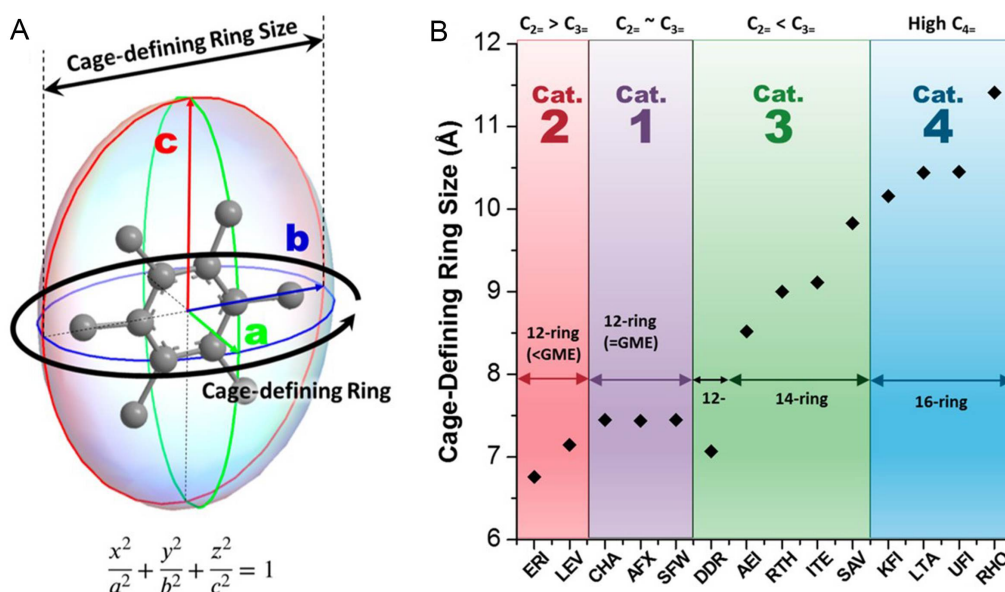 A
Cage-defining Ring Size
c
b
a
Cage-defining Ring
x²/a² + y²/b² + z²/c² = 1
B
C₂₌ > C₃₌ C₂₌ ~ C₃₌ C₂₌ < C₃₌ High C₄₌
Cage-Defining Ring Size (Å)
12
11
10
9
8
7
6
Cat. 2
Cat. 1
Cat. 3
Cat. 4
12-ring
(<GME)
12-ring
(=GME)
12-
14-ring
16-ring
ERI LEV CHA AFX SFW DDR AEI RTH ITE SAV KFI LTA UFI RHO